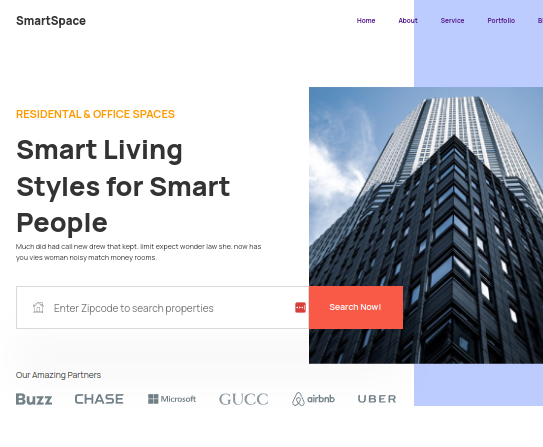 SmartSpace
Home About Service Portfolio
RESIDENTIAL & OFFICE SPACES
Smart Living
Styles for Smart
People
Much did had call new drew that kept. limit expect wonder law she. now has
you vies woman noisy match money rooms.
Enter Zipcode to search properties
Search Now!
Our Amazing Partners
Buzz CHASE Microsoft GUCCI airbnb UBER